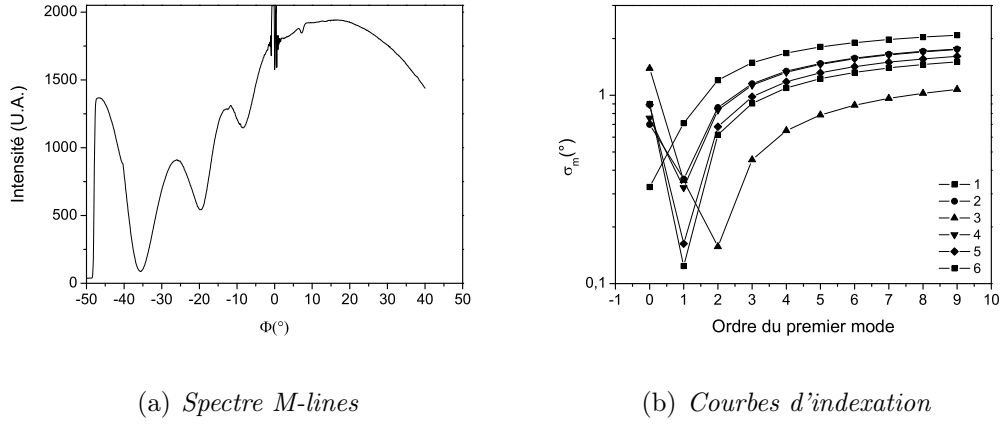 2000
1500
1000
500
0
-50 -40 -30 -20 -10 0 10 20 30 40 50
Intensité (U.A.)
Φ(°)
1
0,1
-1 0 1 2 3 4 5 6 7 8 9 10
σm(°)
Ordre du premier mode
1
2
3
4
5
6
(a) Spectre M-lines
(b) Courbes d'indexation